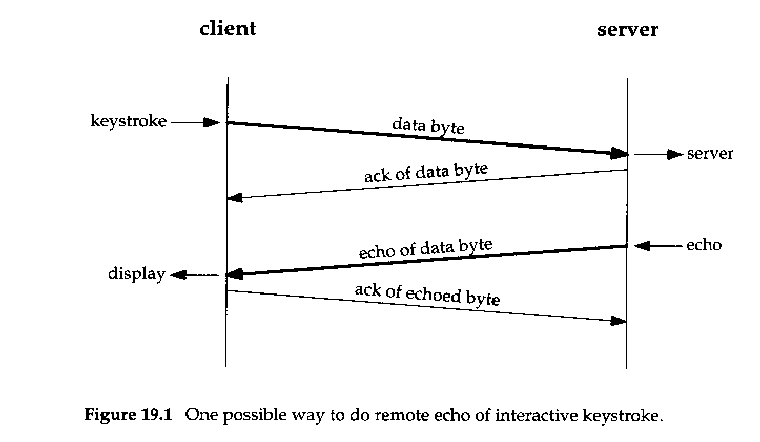 client server
keystroke
data byte
server
ack of data byte
echo of data byte
echo
display
ack of echoed byte
Figure 19.1 One possible way to do remote echo of interactive keystroke.